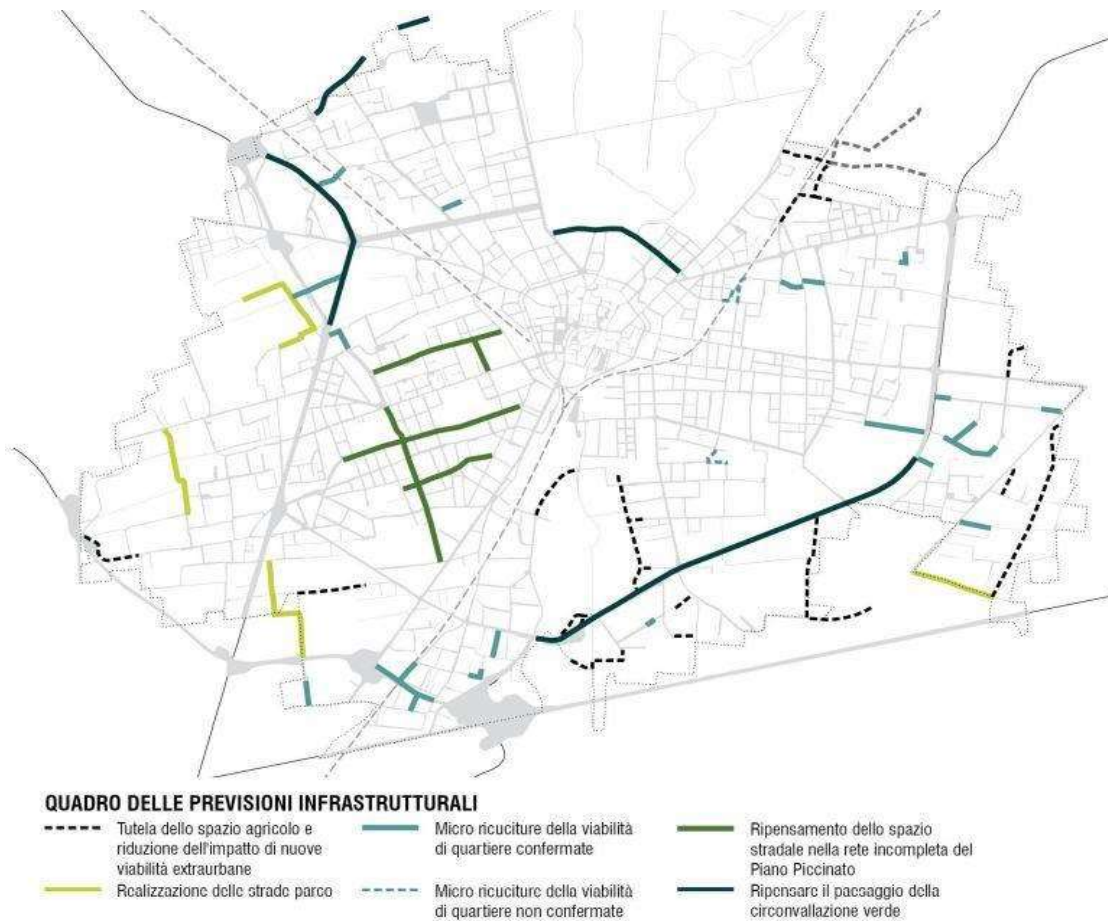 QUADRO DELLE PREVISIONI INFRASTRUTTURALI
Tutela dello spazio agricolo e
riduzione dell'impatto di nuove
viabilità extraurbane
Realizzazione delle strade parco
Micro ricuciture della viabilità
di quartiere confermate
Micro ricuciture della viabilità
di quartiere non confermate
Ripensamento dello spazio
stradale nella rete incompleta del
Piano Piccinato
Ripensare il paesaggio della
circonvallazione verde